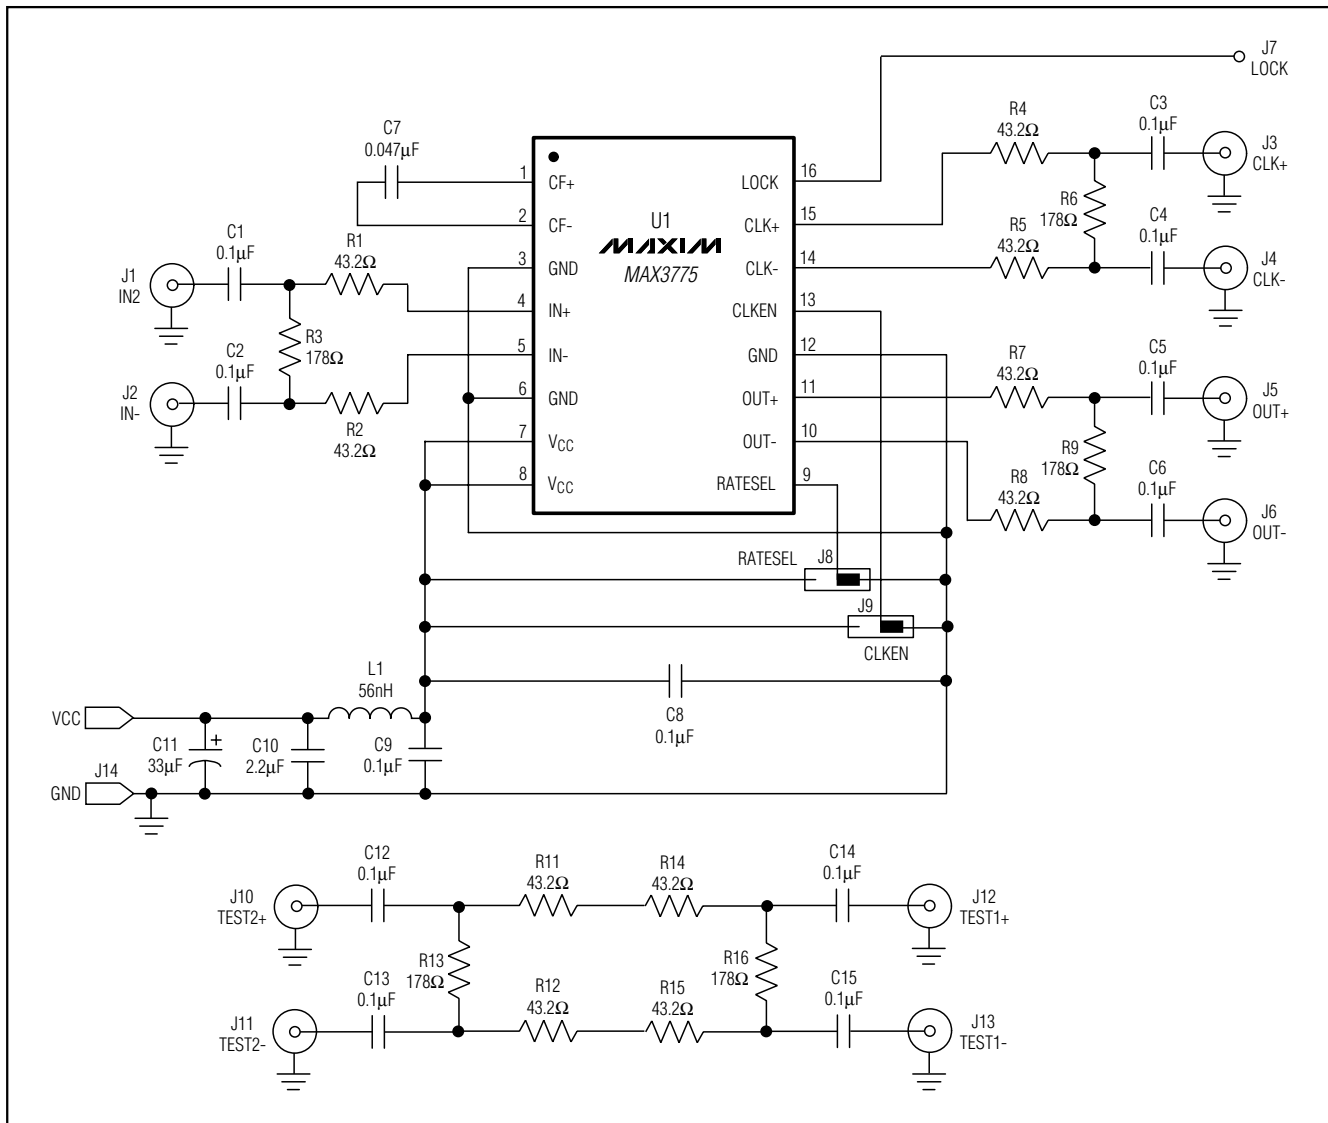 J7
LOCK
C7
0.047µF
R4
43.2Ω
C3
0.1µF
J3
CLK+
R6
178Ω
R5
43.2Ω
C4
0.1µF
J4
CLK-
U1
MAXIM
MAX3775
1
CF+
2
CF-
3
GND
4
IN+
5
IN-
6
GND
7
VCC
8
VCC
16
LOCK
15
CLK+
14
CLK-
13
CLKEN
12
GND
11
OUT+
10
OUT-
9
RATESEL
J1
IN2
C1
0.1µF
R1
43.2Ω
R3
178Ω
J2
IN-
C2
0.1µF
R2
43.2Ω
R7
43.2Ω
C5
0.1µF
J5
OUT+
R9
178Ω
R8
43.2Ω
C6
0.1µF
J6
OUT-
RATESEL
J8
J9
CLKEN
L1
56nH
VCC
C11
+
33µF
C10
2.2µF
C9
0.1µF
C8
0.1µF
J14
GND
J10
TEST2+
C12
0.1µF
R11
43.2Ω
R14
43.2Ω
C14
0.1µF
J12
TEST1+
R13
178Ω
R16
178Ω
J11
TEST2-
C13
0.1µF
R12
43.2Ω
R15
43.2Ω
C15
0.1µF
J13
TEST1-